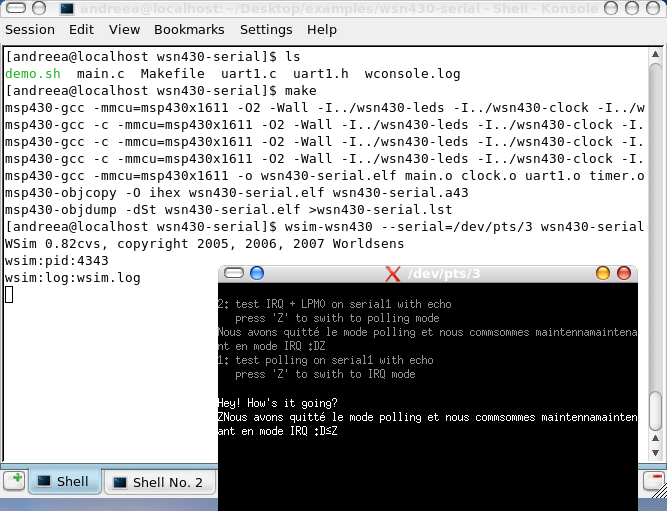 andreea@localhost:~/Desktop/examples/wsn430-serial - Shell - Konsole
Session Edit View Bookmarks Settings Help
[andreea@localhost wsn430-serial]$ ls
demo.sh main.c Makefile uart1.c uart1.h wconsole.log
[andreea@localhost wsn430-serial]$ make
msp430-gcc -mmcu=msp430x1611 -O2 -Wall -I../wsn430-leds -I../wsn430-clock -I../w
msp430-gcc -c -mmcu=msp430x1611 -O2 -Wall -I../wsn430-leds -I../wsn430-clock -I.
msp430-gcc -c -mmcu=msp430x1611 -O2 -Wall -I../wsn430-leds -I../wsn430-clock -I.
msp430-gcc -c -mmcu=msp430x1611 -O2 -Wall -I../wsn430-leds -I../wsn430-clock -I.
msp430-gcc -mmcu=msp430x1611 -o wsn430-serial.elf main.o clock.o uart1.o timer.o
msp430-objcopy -O ihex wsn430-serial.elf wsn430-serial.a43
msp430-objdump -dSt wsn430-serial.elf >wsn430-serial.lst
[andreea@localhost wsn430-serial]$ wsim-wsn430 --serial=/dev/pts/3 wsn430-serial
WSim 0.82cvs, copyright 2005, 2006, 2007 Worldsens
wsim:pid:4343
wsim:log:wsim.log
/dev/pts/3
2: test IRQ + LPM0 on serial1 with echo
press 'Z' to swith to polling mode
Nous avons quitté le mode polling et nous commsommes maintennamaintena
nt en mode IRQ :DZ
1: test polling on serial1 with echo
press 'Z' to swith to IRQ mode
Hey! How's it going?
ZNous avons quitté le mode polling et nous commsommes maintennamainten
ant en mode IRQ :D≤Z
Shell
Shell No. 2